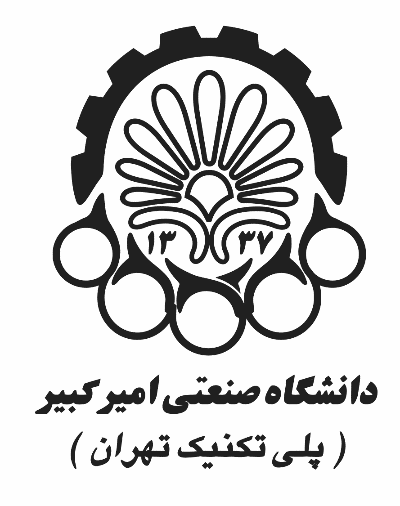 ۱۳ ۳۷
دانشگاه صنعتی امیرکبیر
( پلی تکنیک تهران )